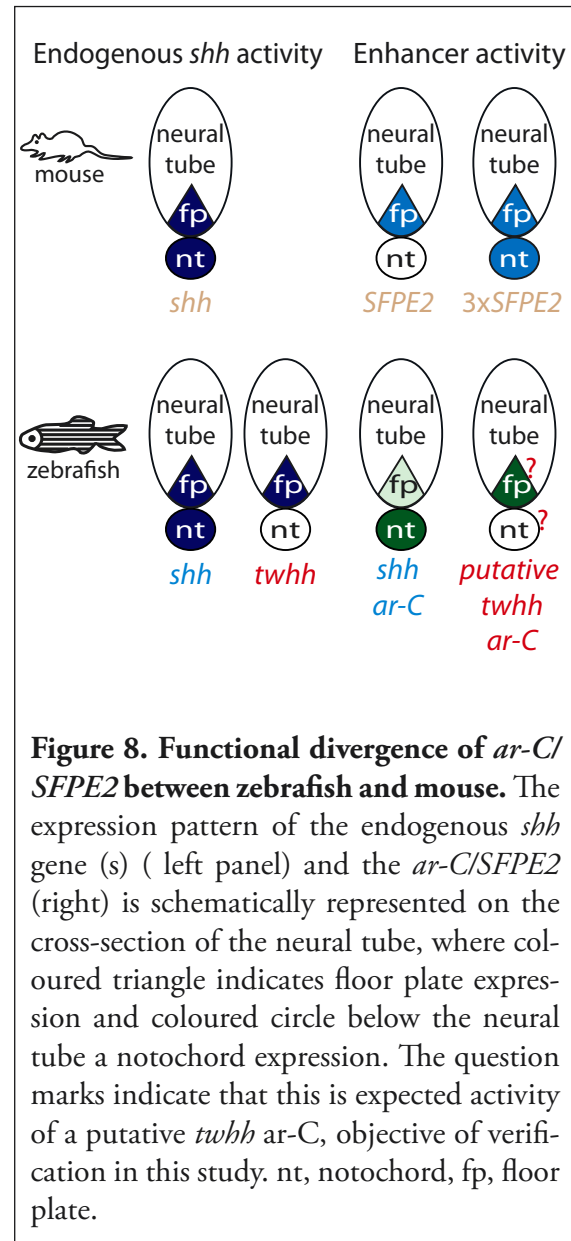 Endogenous shh activity Enhancer activity
neural
tube
fp
nt
mouse
shh
neural
tube
fp
nt
SFPE2
neural
tube
fp
nt
3xSFPE2
zebrafish
neural
tube
fp
nt
shh
neural
tube
fp
nt
twhh
neural
tube
fp
nt
shh
ar-C
neural
tube
fp?
nt?
putative
twhh
ar-C
Figure 8. Functional divergence of ar-C/
SFPE2 between zebrafish and mouse. The
expression pattern of the endogenous shh
gene (s) ( left panel) and the ar-C/SFPE2
(right) is schematically represented on the
cross-section of the neural tube, where col-
oured triangle indicates floor plate expres-
sion and coloured circle below the neural
tube a notochord expression. The question
marks indicate that this is expected activity
of a putative twhh ar-C, objective of verifi-
cation in this study. nt, notochord, fp, floor
plate.